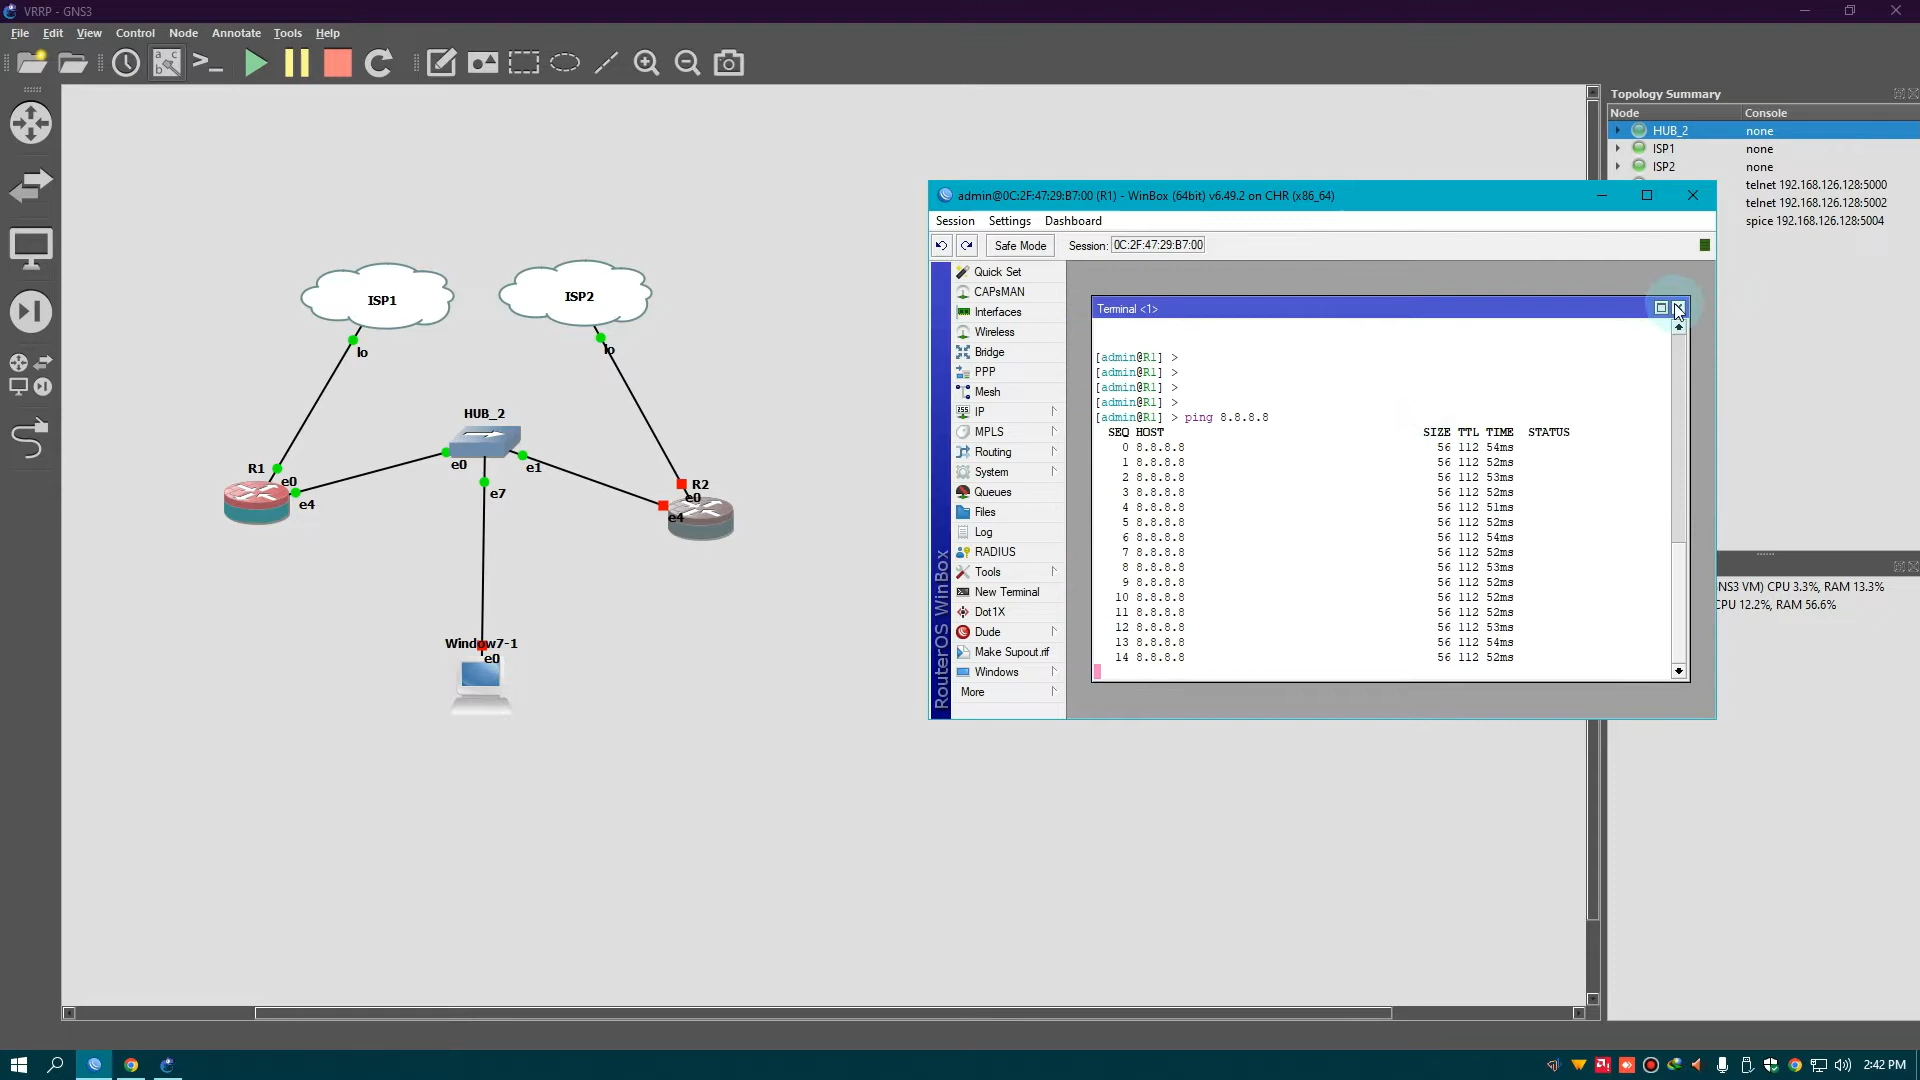 VRRP - GNS3
File Edit View Control Node Annotate Tools Help
Topology Summary
Node Console
HUB_2 none
ISP1 none
ISP2 none
telnet 192.168.126.128:5000
telnet 192.168.126.128:5002
spice 192.168.126.128:5004
NS3 VM) CPU 3.3%, RAM 13.3%
CPU 12.2%, RAM 56.6%
ISP1
ISP2
lo
lo
HUB_2
e0
e1
e7
R1
e0
e4
R2
e0
e4
Window7-1
e0
admin@0C:2F:47:29:B7:00 (R1) - WinBox (64bit) v6.49.2 on CHR (x86_64)
Session Settings Dashboard
Safe Mode Session: 0C:2F:47:29:B7:00
RouterOS WinBox
Quick Set
CAPsMAN
Interfaces
Wireless
Bridge
PPP
Mesh
IP
MPLS
Routing
System
Queues
Files
Log
RADIUS
Tools
New Terminal
Dot1X
Dude
Make Supout.rif
Windows
More
Terminal <1>
[admin@R1] >
[admin@R1] >
[admin@R1] >
[admin@R1] >
[admin@R1] > ping 8.8.8.8
SEQ HOST SIZE TTL TIME STATUS
0 8.8.8.8 56 112 54ms
1 8.8.8.8 56 112 52ms
2 8.8.8.8 56 112 53ms
3 8.8.8.8 56 112 52ms
4 8.8.8.8 56 112 51ms
5 8.8.8.8 56 112 52ms
6 8.8.8.8 56 112 54ms
7 8.8.8.8 56 112 52ms
8 8.8.8.8 56 112 53ms
9 8.8.8.8 56 112 52ms
10 8.8.8.8 56 112 52ms
11 8.8.8.8 56 112 52ms
12 8.8.8.8 56 112 53ms
13 8.8.8.8 56 112 54ms
14 8.8.8.8 56 112 52ms
2:42 PM